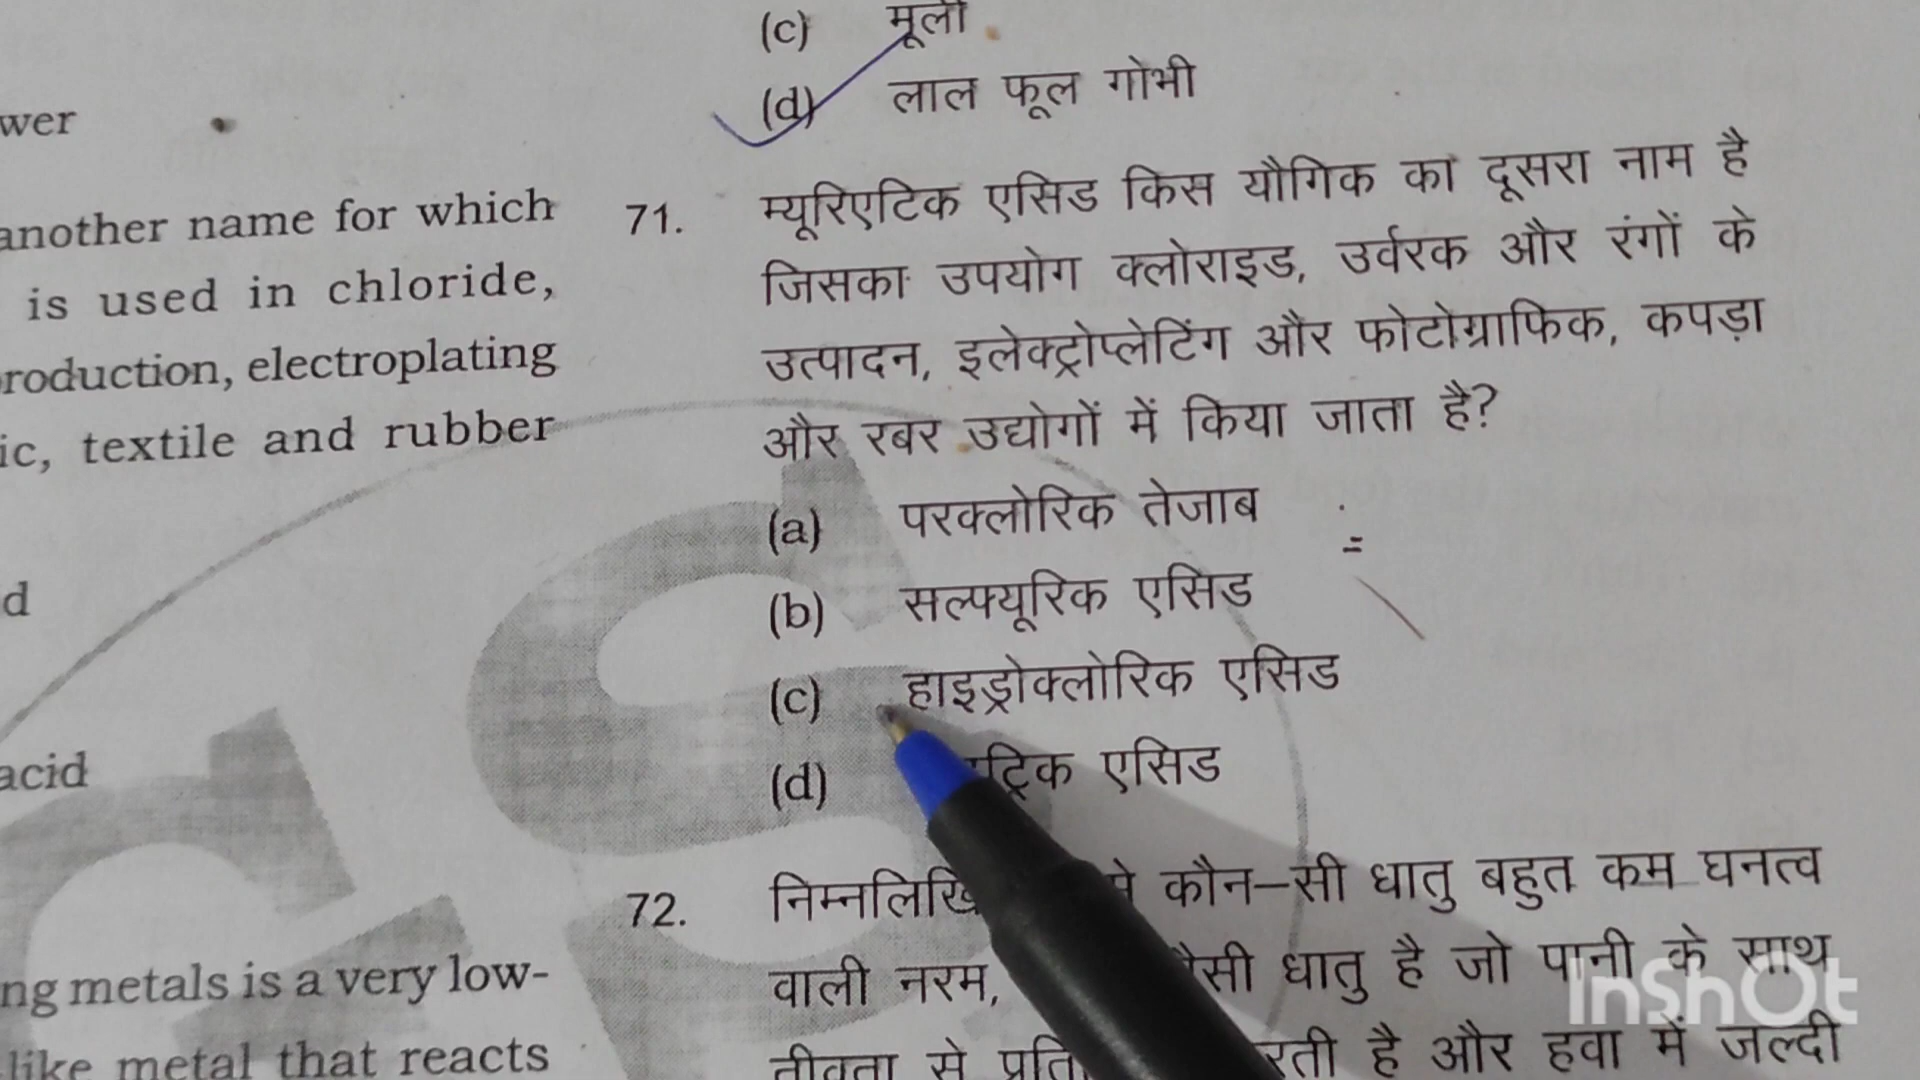 (c) मूली
(d) लाल फूल गोभी
wer
another name for which
is used in chloride,
roduction, electroplating
ic, textile and rubber
d
acid
ng metals is a very low-
like metal that reacts
71. म्यूरिएटिक एसिड किस यौगिक का दूसरा नाम है
जिसका उपयोग क्लोराइड, उर्वरक और रंगों के
उत्पादन, इलेक्ट्रोप्लेटिंग और फोटोग्राफिक, कपड़ा
और रबर उद्योगों में किया जाता है?
(a) परक्लोरिक तेजाब
(b) सल्फ्यूरिक एसिड
(c) हाइड्रोक्लोरिक एसिड
(d) ट्रिक एसिड
72. कौन-सी धातु बहुत कम घनत्व
वाली नरम, धातु है जो पानी के साथ
तीव्रता से है और हवा में जल्दी
InShOt